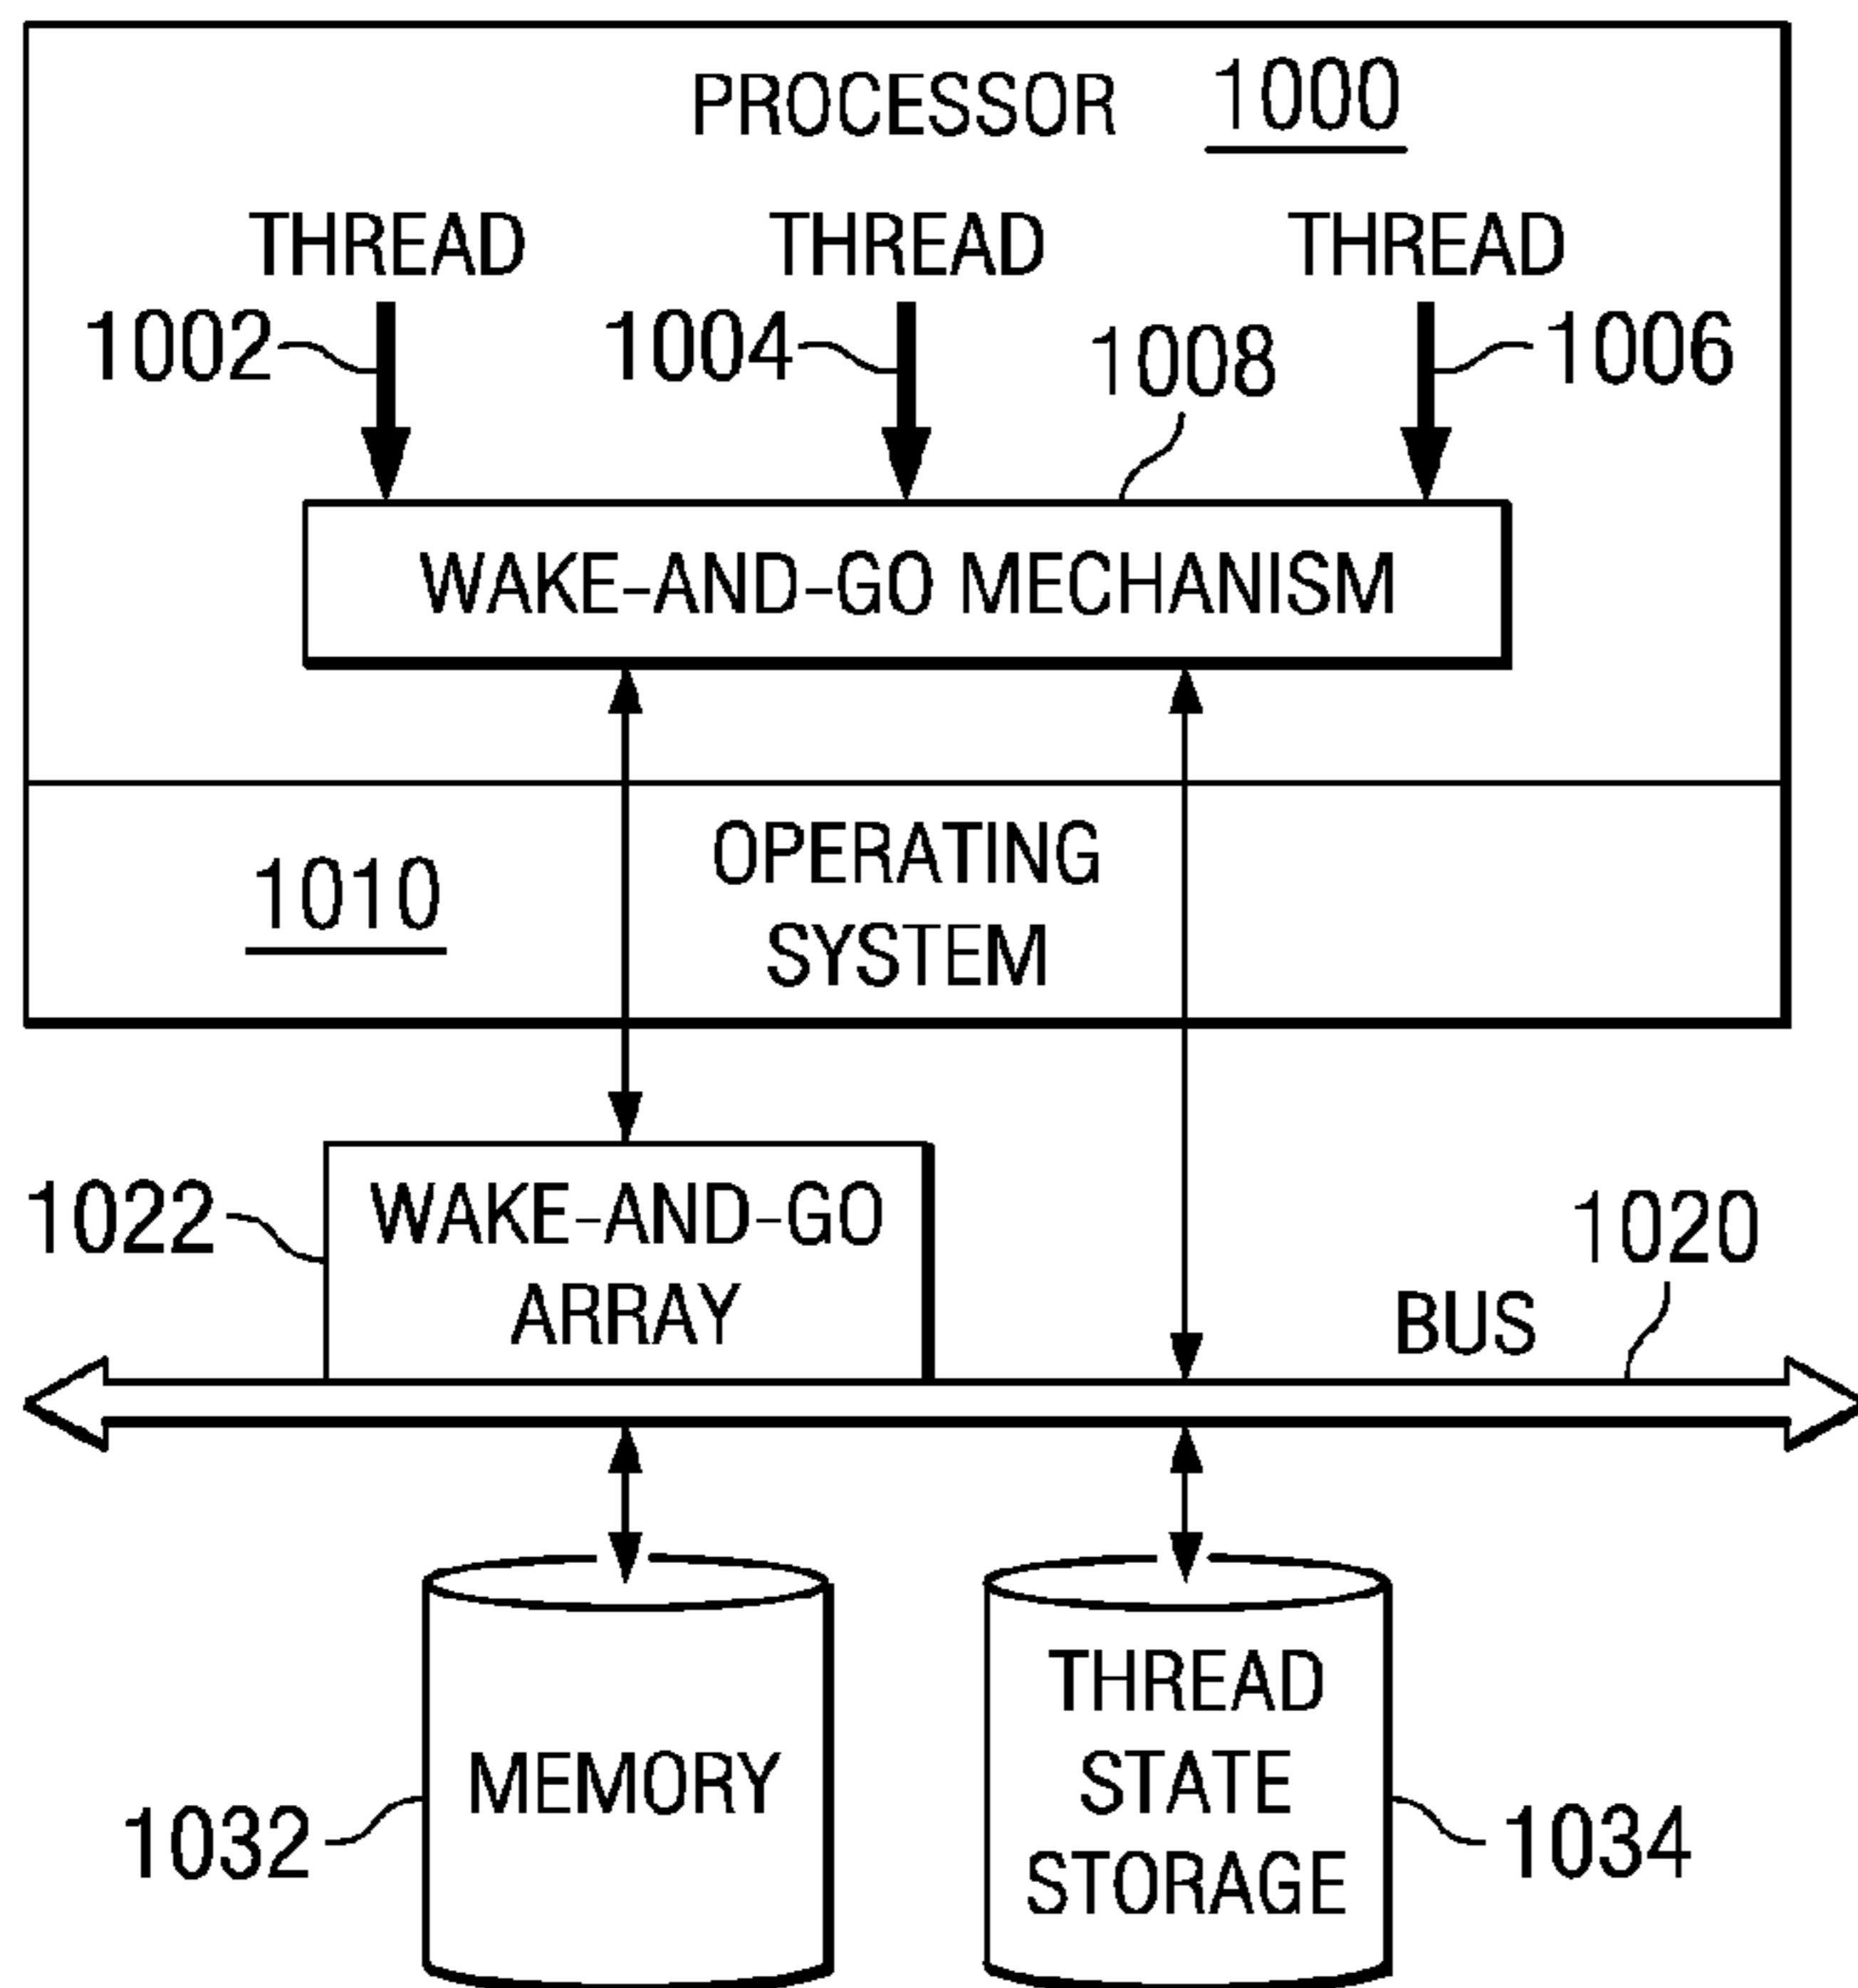 PROCESSOR 1000
THREAD THREAD THREAD
1002 1004 1008 1006
WAKE-AND-GO MECHANISM
1010
OPERATING
SYSTEM
1022
WAKE-AND-GO
ARRAY
BUS
1020
MEMORY
1032
THREAD
STATE
STORAGE
1034